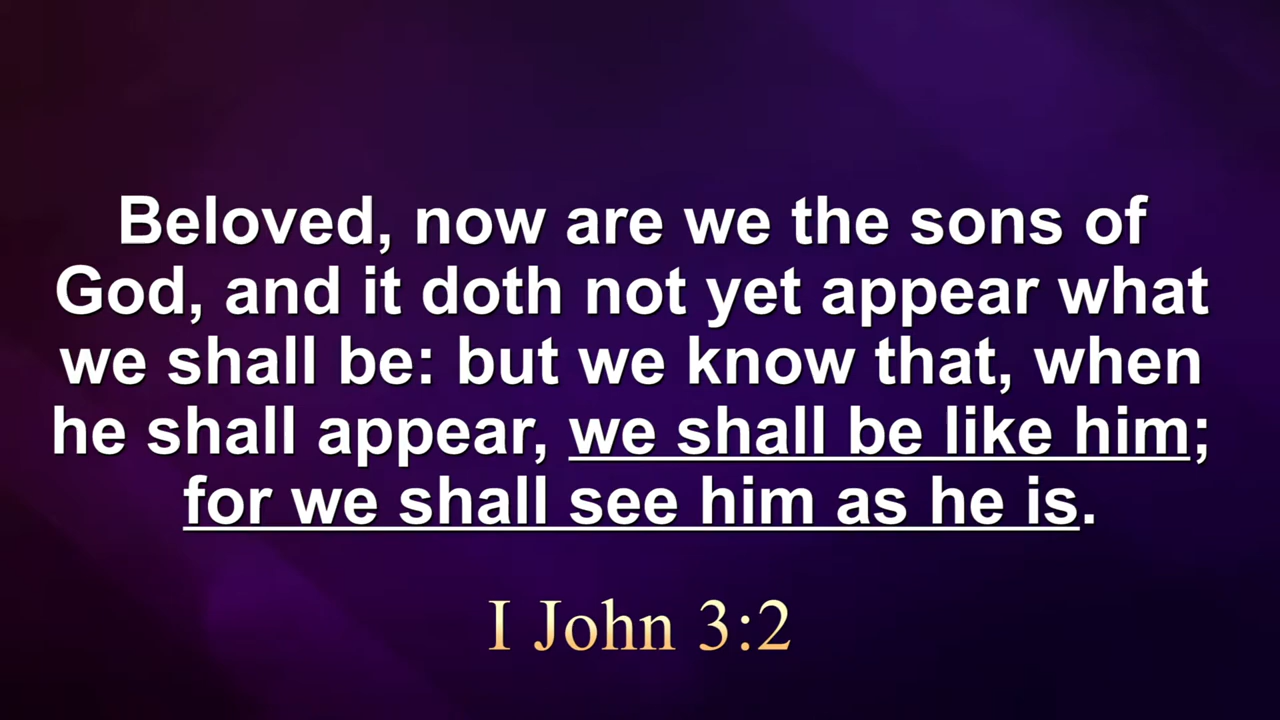 Beloved, now are we the sons of
God, and it doth not yet appear what
we shall be: but we know that, when
he shall appear, we shall be like him;
for we shall see him as he is.
I John 3:2